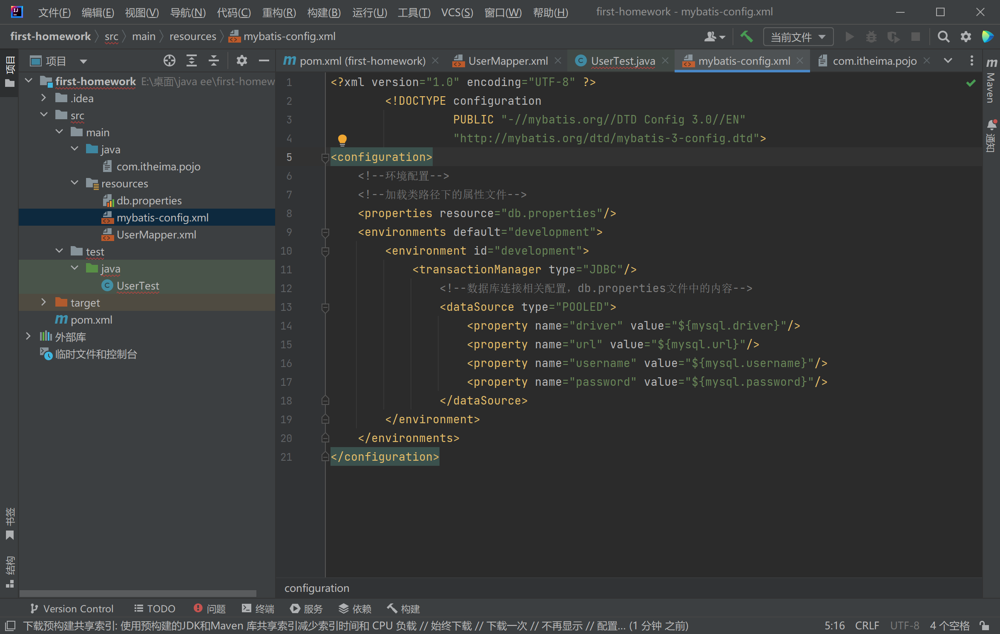 文件(F) 编辑(E) 视图(V) 导航(N) 代码(C) 重构(R) 构建(B) 运行(U) 工具(T) VCS(S) 窗口(W) 帮助(H) first-homework - mybatis-config.xml
first-homework src main resources mybatis-config.xml 当前文件
项目
项目
pom.xml (first-homework) UserMapper.xml UserTest.java mybatis-config.xml com.itheima.pojo
Maven
通知
first-homework E:\桌面\java ee\first-homew
.idea
src
main
java
com.itheima.pojo
resources
db.properties
mybatis-config.xml
UserMapper.xml
test
java
UserTest
target
pom.xml
外部库
临时文件和控制台
1 <?xml version="1.0" encoding="UTF-8" ?>
2 <!DOCTYPE configuration
3 PUBLIC "-//mybatis.org//DTD Config 3.0//EN"
4 "http://mybatis.org/dtd/mybatis-3-config.dtd">
5 <configuration>
6 <!--环境配置-->
7 <!--加载类路径下的属性文件-->
8 <properties resource="db.properties"/>
9 <environments default="development">
10 <environment id="development">
11 <transactionManager type="JDBC"/>
12 <!--数据库连接相关配置，db.properties文件中的内容-->
13 <dataSource type="POOLED">
14 <property name="driver" value="${mysql.driver}"/>
15 <property name="url" value="${mysql.url}"/>
16 <property name="username" value="${mysql.username}"/>
17 <property name="password" value="${mysql.password}"/>
18 </dataSource>
19 </environment>
20 </environments>
21 </configuration>
书签
结构
configuration
Version Control TODO 问题 终端 服务 依赖 构建
下载预构建共享索引: 使用预构建的JDK和Maven 库共享索引减少索引时间和 CPU 负载 // 始终下载 // 下载一次 // 不再显示 // 配置... (1 分钟 之前) 5:16 CRLF UTF-8 4 个空格